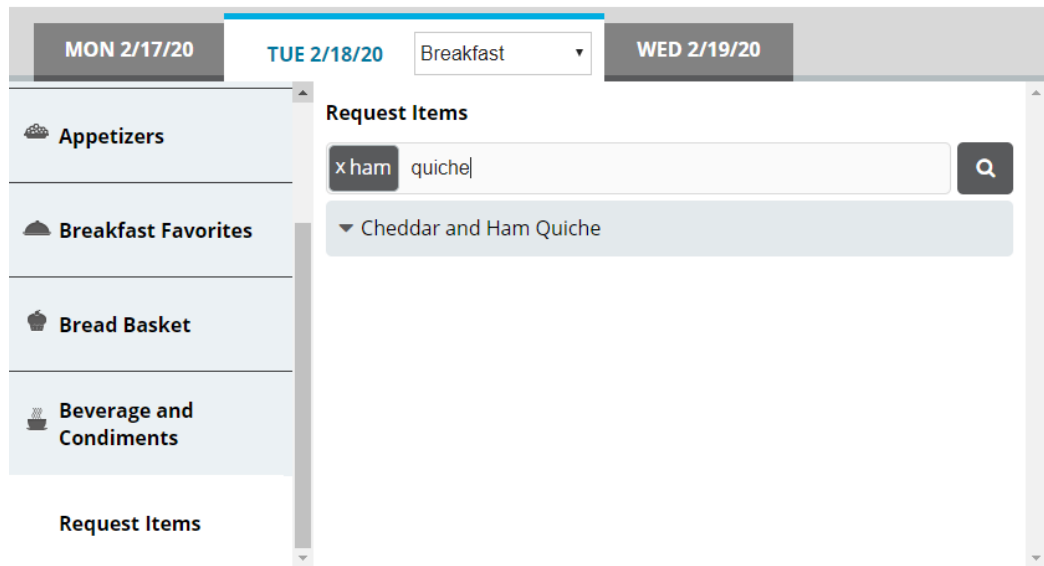 MON 2/17/20
TUE 2/18/20
Breakfast
WED 2/19/20
Appetizers
Breakfast Favorites
Bread Basket
Beverage and
Condiments
Request Items
Request Items
x ham quiche
Cheddar and Ham Quiche